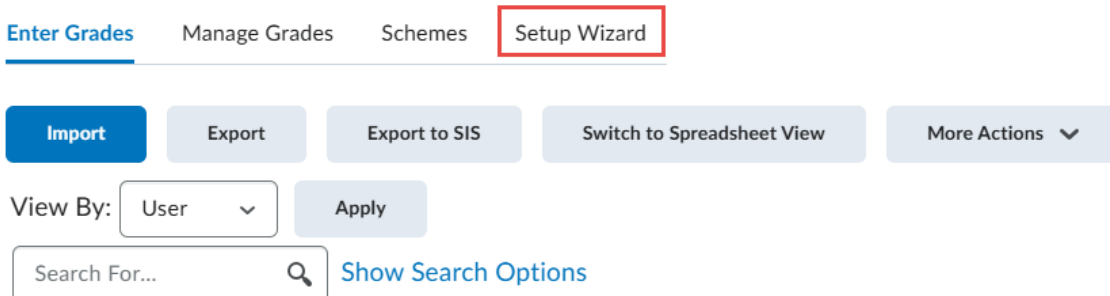 Enter Grades Manage Grades Schemes Setup Wizard
Import Export Export to SIS Switch to Spreadsheet View More Actions
View By: User Apply
Search For... Show Search Options